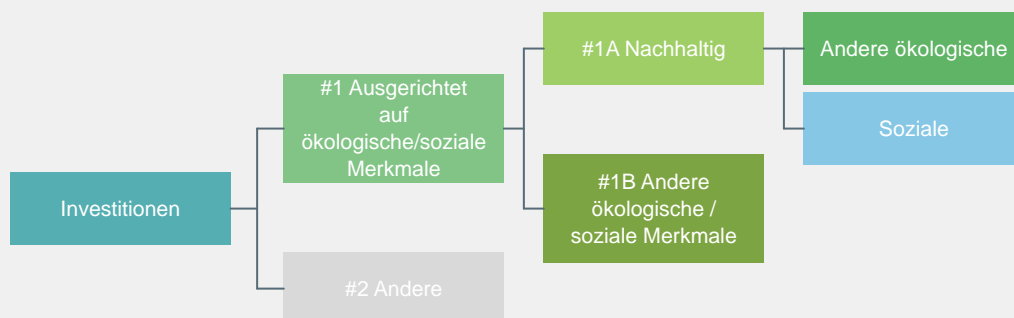 Investitionen
#1 Ausgerichtet
auf
ökologische/soziale
Merkmale
#2 Andere
#1A Nachhaltig
#1B Andere
ökologische /
soziale Merkmale
Andere ökologische
Soziale